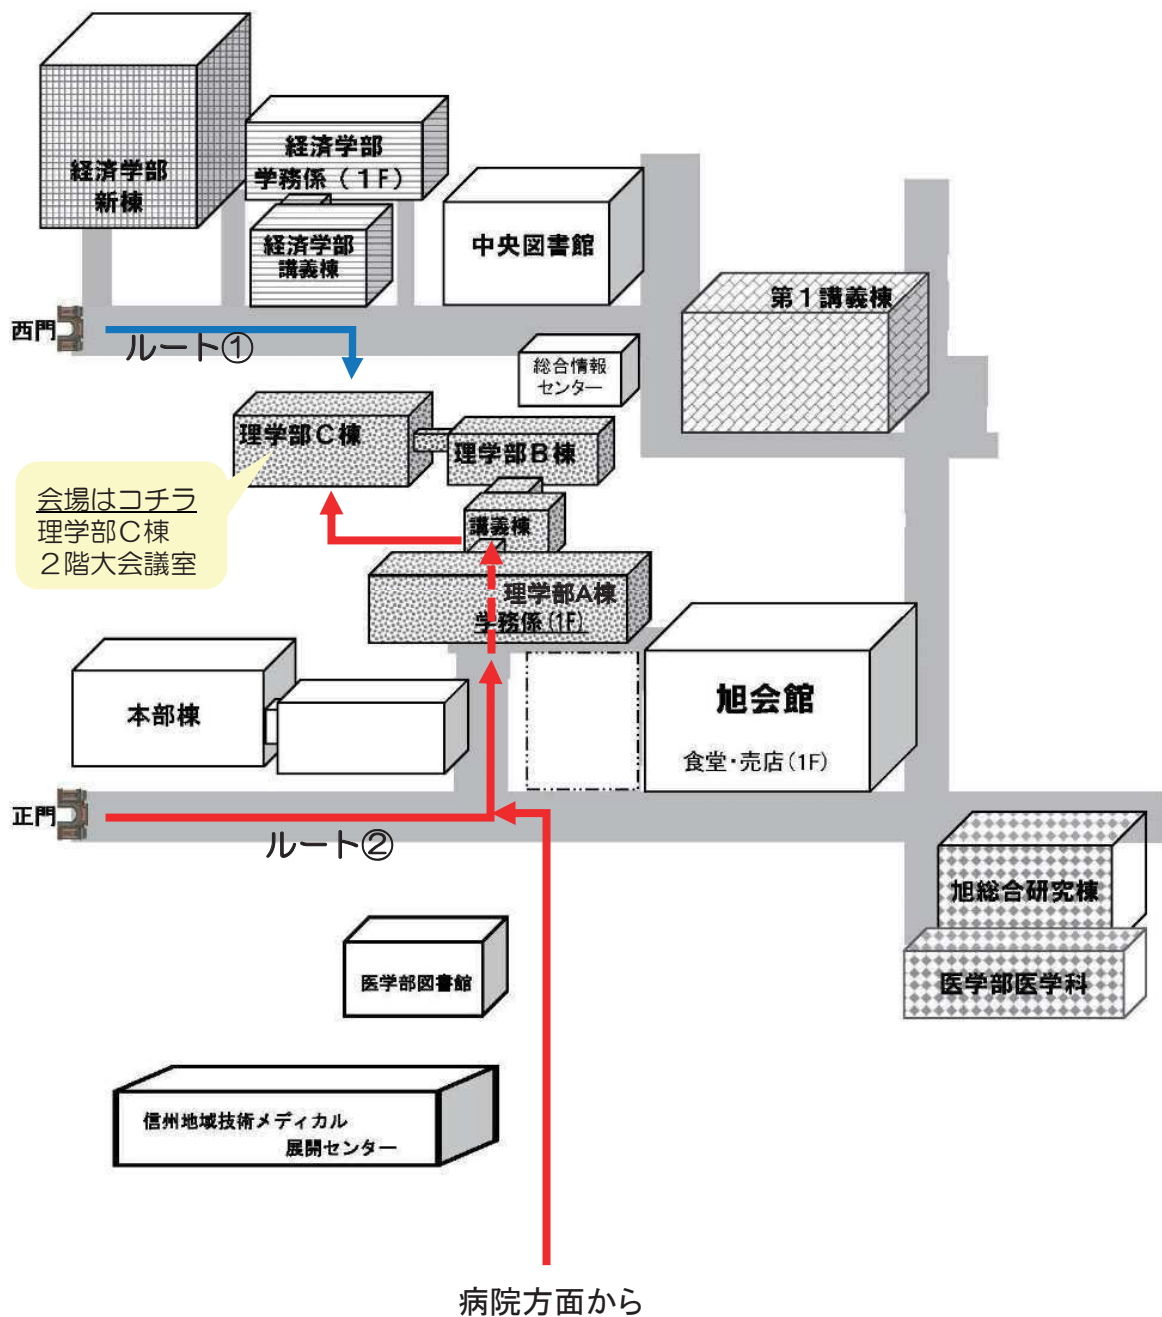 経済学部
新棟
経済学部
学務係（１F）
経済学部
講義棟
中央図書館
第１講義棟
西門
ルート①
総合情報
センター
理学部C棟
理学部B棟
会場はコチラ
理学部C棟
２階大会議室
講義棟
理学部A棟
学務係(1F)
本部棟
旭会館
食堂・売店(1F)
正門
ルート②
旭総合研究棟
医学部図書館
医学部医学科
信州地域技術メディカル
展開センター
病院方面から